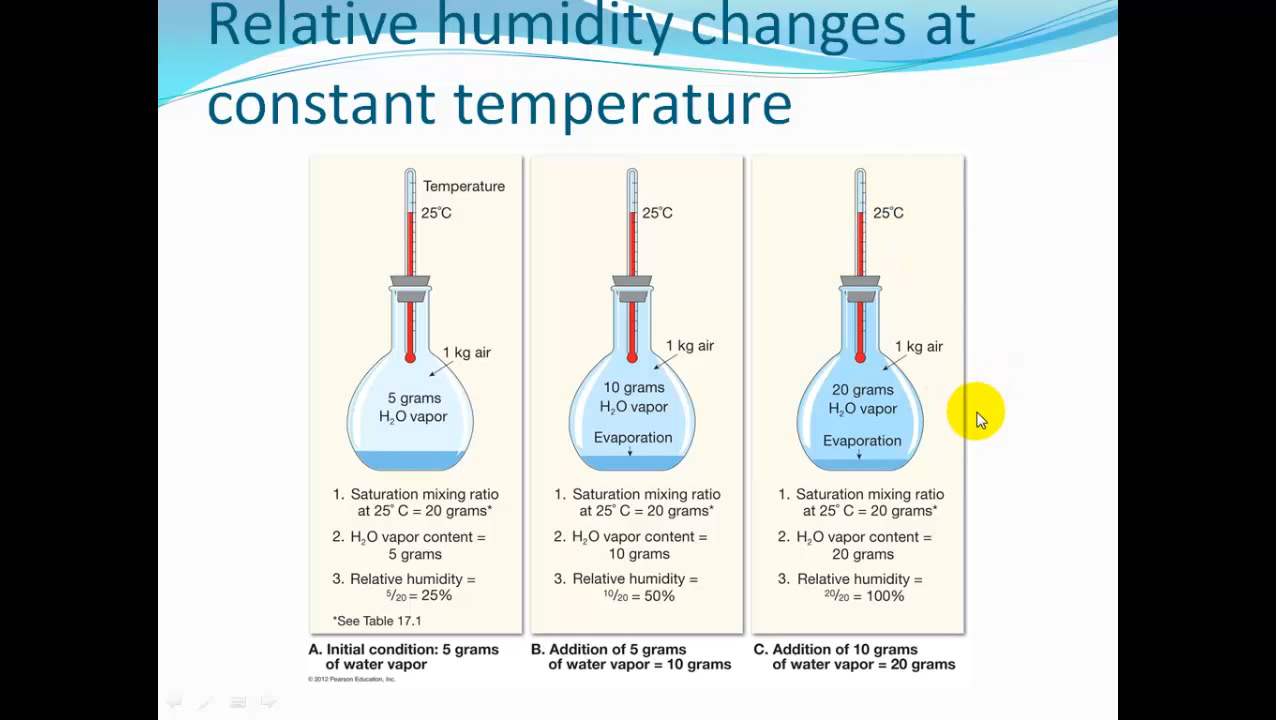 Relative humidity changes at
constant temperature
Temperature
25°C
1 kg air
5 grams
H₂O vapor
1. Saturation mixing ratio
at 25° C = 20 grams*
2. H₂O vapor content =
5 grams
3. Relative humidity =
5/20 = 25%
*See Table 17.1
A. Initial condition: 5 grams
of water vapor
© 2012 Pearson Education, Inc.
25°C
1 kg air
10 grams
H₂O vapor
Evaporation
1. Saturation mixing ratio
at 25° C = 20 grams*
2. H₂O vapor content =
10 grams
3. Relative humidity =
10/20 = 50%
B. Addition of 5 grams
of water vapor = 10 grams
25°C
1 kg air
20 grams
H₂O vapor
Evaporation
1. Saturation mixing ratio
at 25° C = 20 grams*
2. H₂O vapor content =
20 grams
3. Relative humidity =
20/20 = 100%
C. Addition of 10 grams
of water vapor = 20 grams